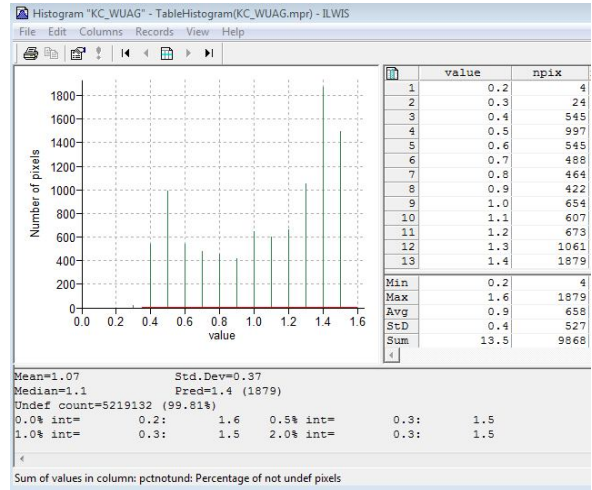 Histogram "KC_WUAG" - TableHistogram(KC_WUAG.mpr) - ILWIS
File Edit Columns Records View Help
1800
1600
1400
1200
1000
800
600
400
200
0
Number of pixels
0.0 0.2 0.4 0.6 0.8 1.0 1.2 1.4 1.6
value
value npix
1 0.2 4
2 0.3 24
3 0.4 545
4 0.5 997
5 0.6 545
6 0.7 488
7 0.8 464
8 0.9 422
9 1.0 654
10 1.1 607
11 1.2 673
12 1.3 1061
13 1.4 1879
Min 0.2 4
Max 1.6 1879
Avg 0.9 658
StD 0.4 527
Sum 13.5 9868
Mean=1.07 Std.Dev=0.37
Median=1.1 Pred=1.4 (1879)
Undef count=5219132 (99.81%)
0.0% int= 0.2: 1.6 0.5% int= 0.3: 1.5
1.0% int= 0.3: 1.5 2.0% int= 0.3: 1.5
Sum of values in column: pctnotund: Percentage of not undef pixels